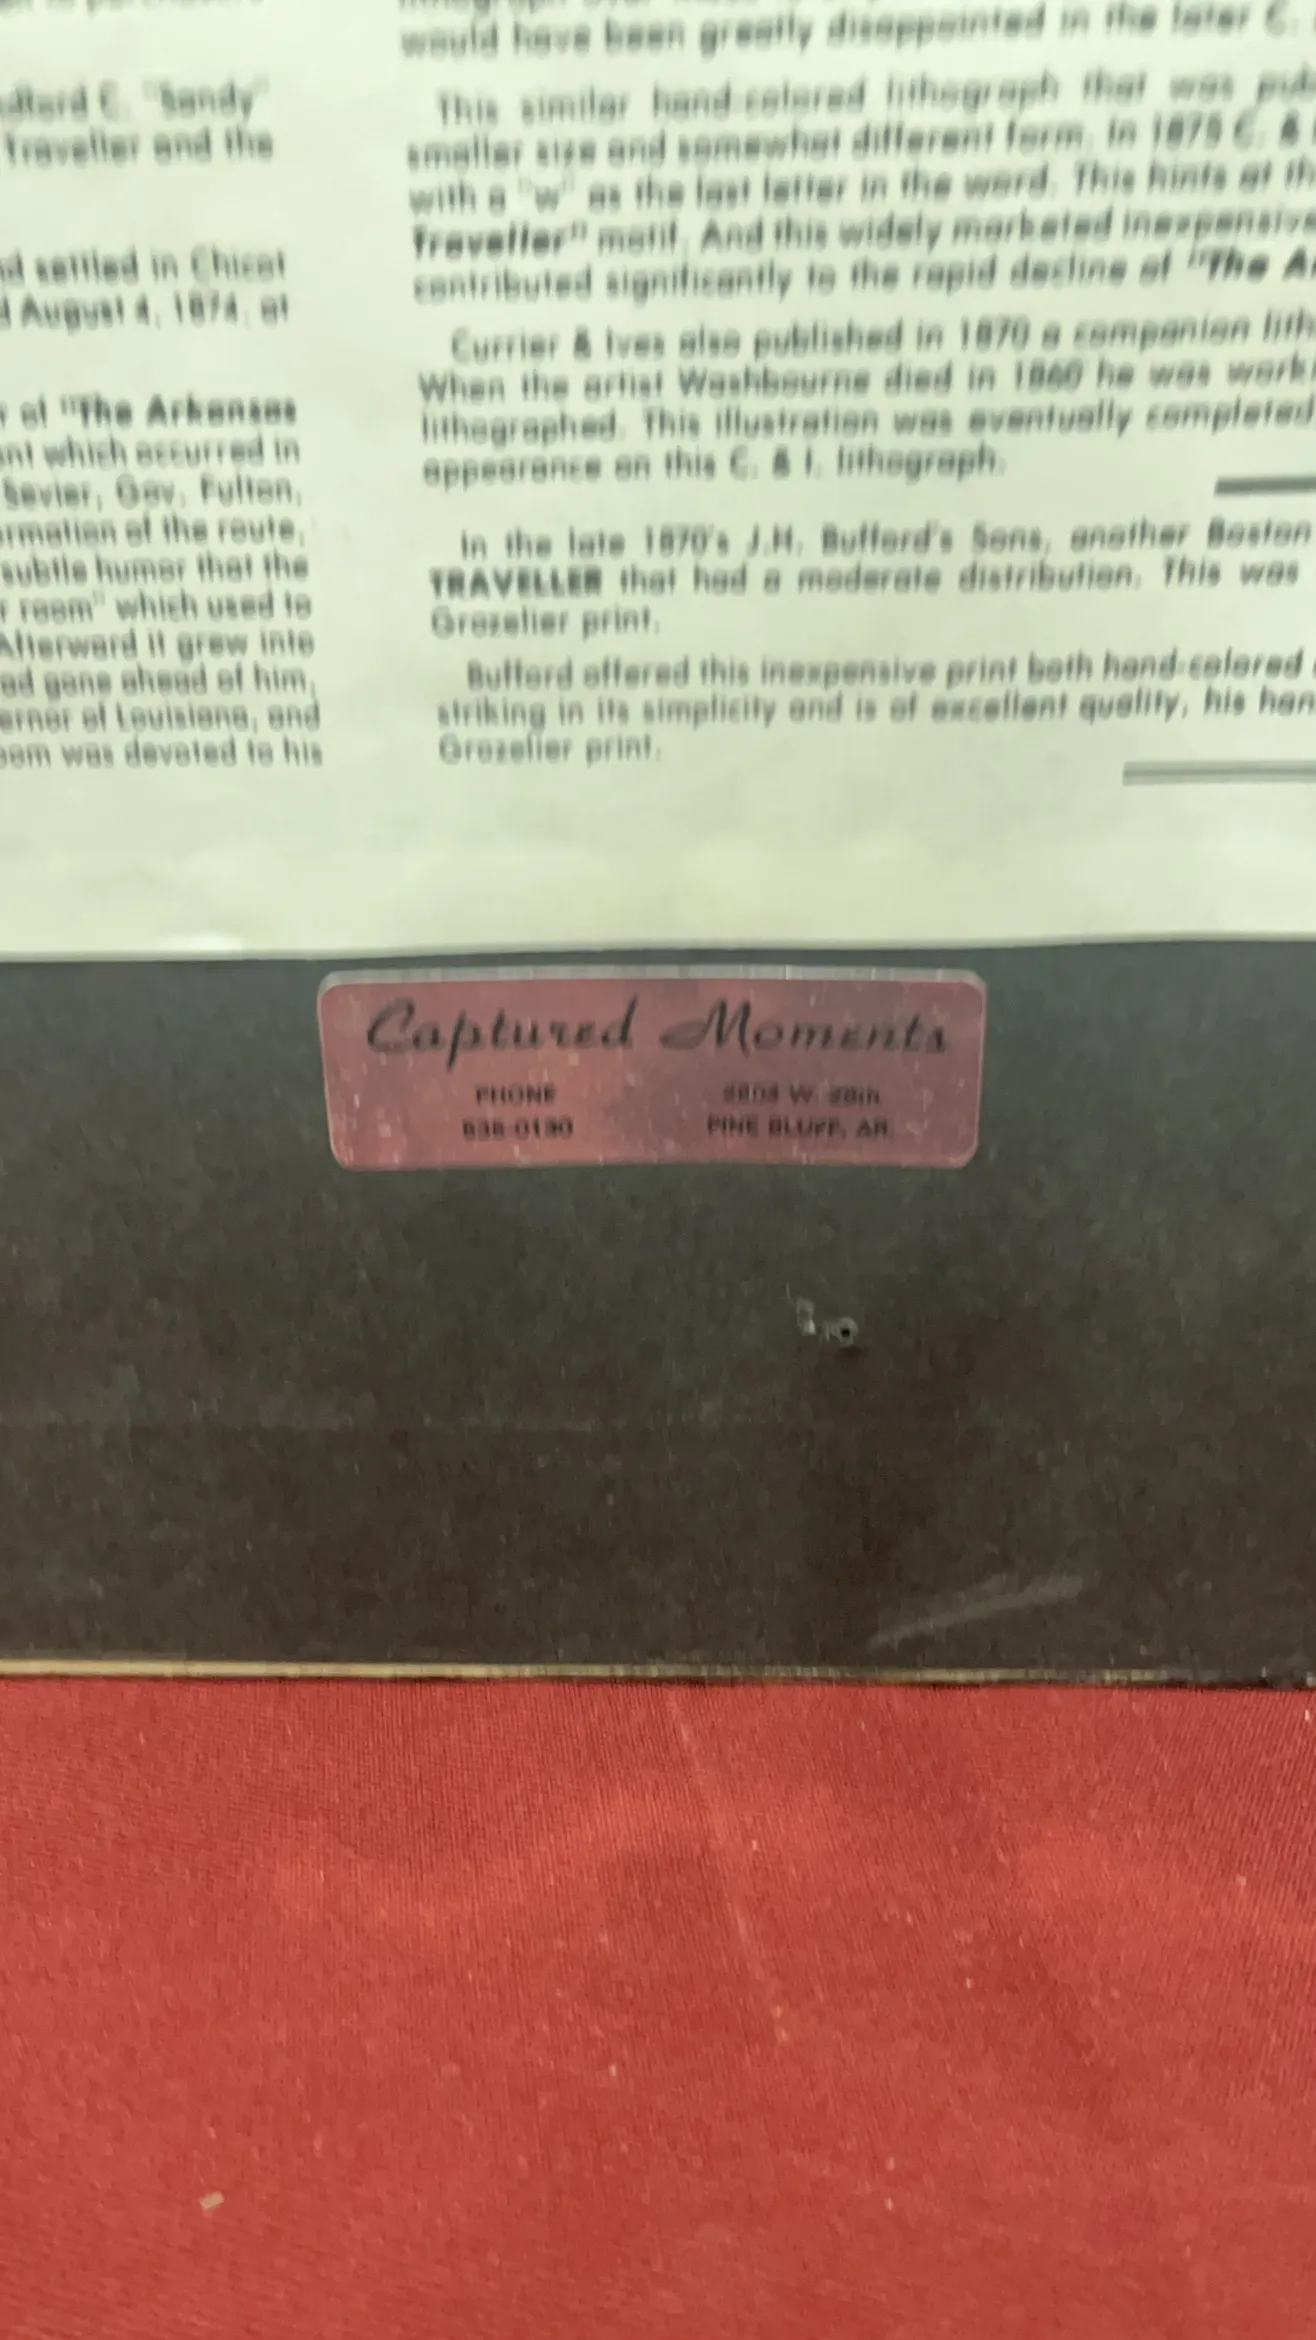 dford C. "Sandy"
Traveller and the
nd settled in Chicot
d August 4, 1874, at
r of "The Arkansas
nt which occurred in
Sevier, Gov. Fulton,
ormation of the route,
subtle humor that the
r room" which used to
Afterward it grew into
ad gone ahead of him,
ernor of Louisiana, and
oom was devoted to his
would have been greatly disappointed in the later C.
This similar hand-colored lithograph that was pub
smaller size and somewhat different form. In 1875 C. &
with a "w" as the last letter in the word. This hints at th
Traveller" motif. And this widely marketed inexpensive
contributed significantly to the rapid decline of "The Ar
Currier & Ives also published in 1870 a companion lith
When the artist Washbourne died in 1860 he was worki
lithographed. This illustration was eventually completed
appearance on this C. & I. lithograph.
In the late 1870's J.H. Bufford's Sons, another Boston
TRAVELLER that had a moderate distribution. This was
Grozelier print.
Bufford offered this inexpensive print both hand-colored
striking in its simplicity and is of excellent quality, his han
Grozelier print.
Captured Moments
PHONE
W. 28th
PINE BLUFF, AR.